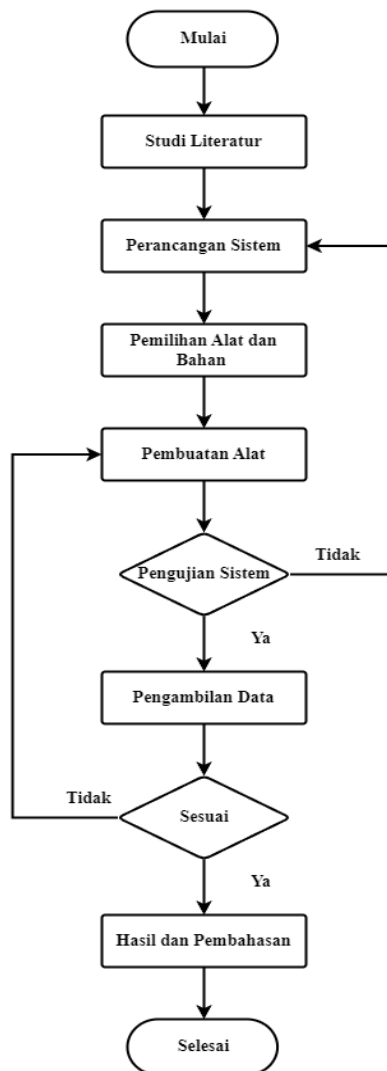 Mulai
Studi Literatur
Perancangan Sistem
Pemilihan Alat dan
Bahan
Pembuatan Alat
Pengujian Sistem
Tidak
Ya
Pengambilan Data
Tidak
Sesuai
Ya
Hasil dan Pembahasan
Selesai